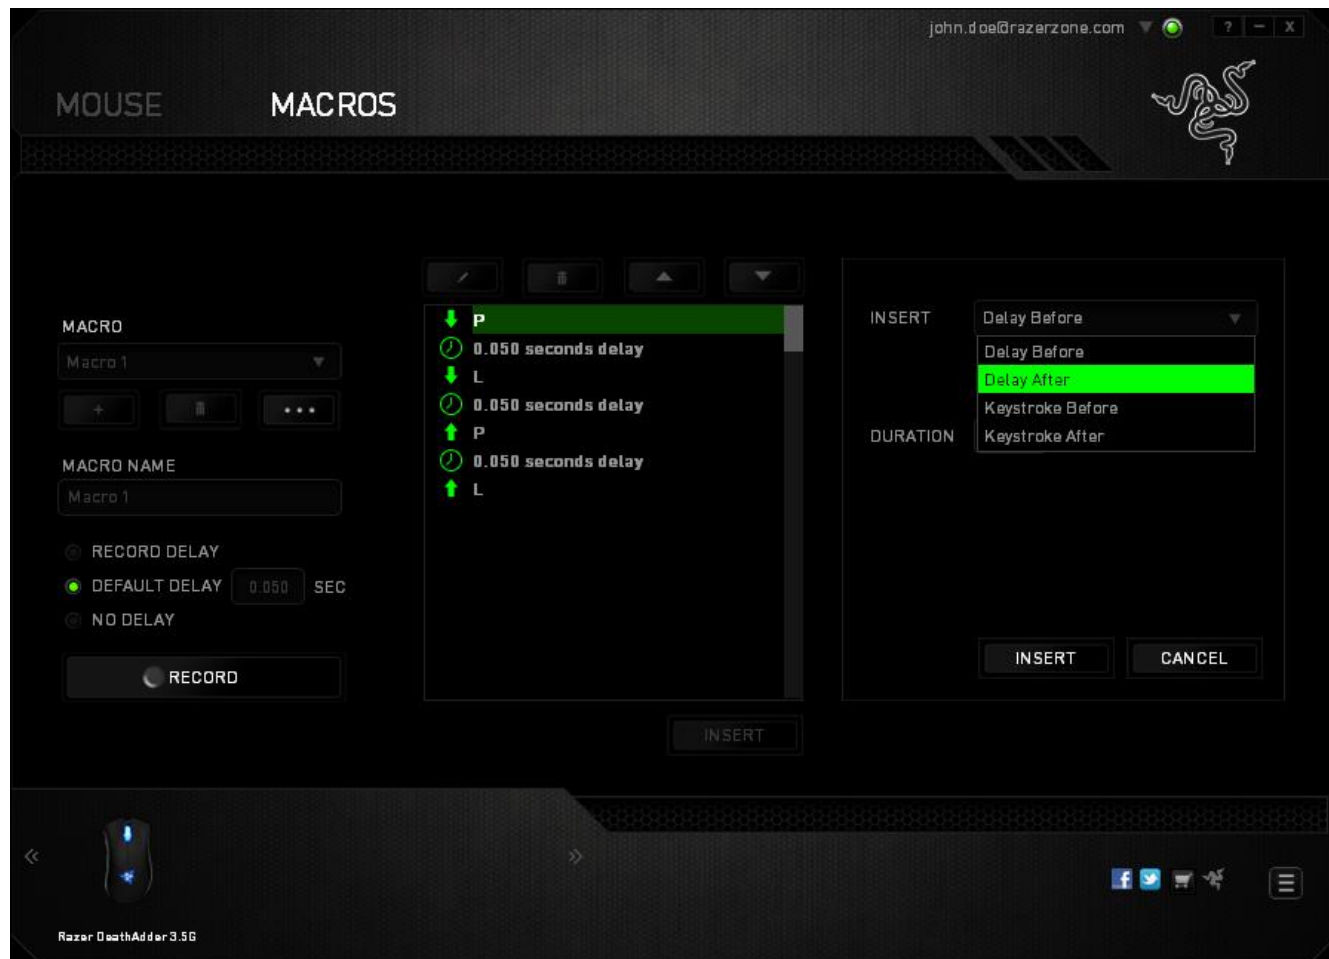 john.doe@razerzone.com
? – X
MOUSE
MACROS
MACRO
Macro 1
+
...
MACRO NAME
Macro 1
RECORD DELAY
DEFAULT DELAY 0.050 SEC
NO DELAY
RECORD
P
0.050 seconds delay
L
0.050 seconds delay
P
0.050 seconds delay
L
INSERT
INSERT Delay Before
Delay Before
Delay After
Keystroke Before
Keystroke After
DURATION
INSERT
CANCEL
« »
f
Razer DeathAdder 3.5G